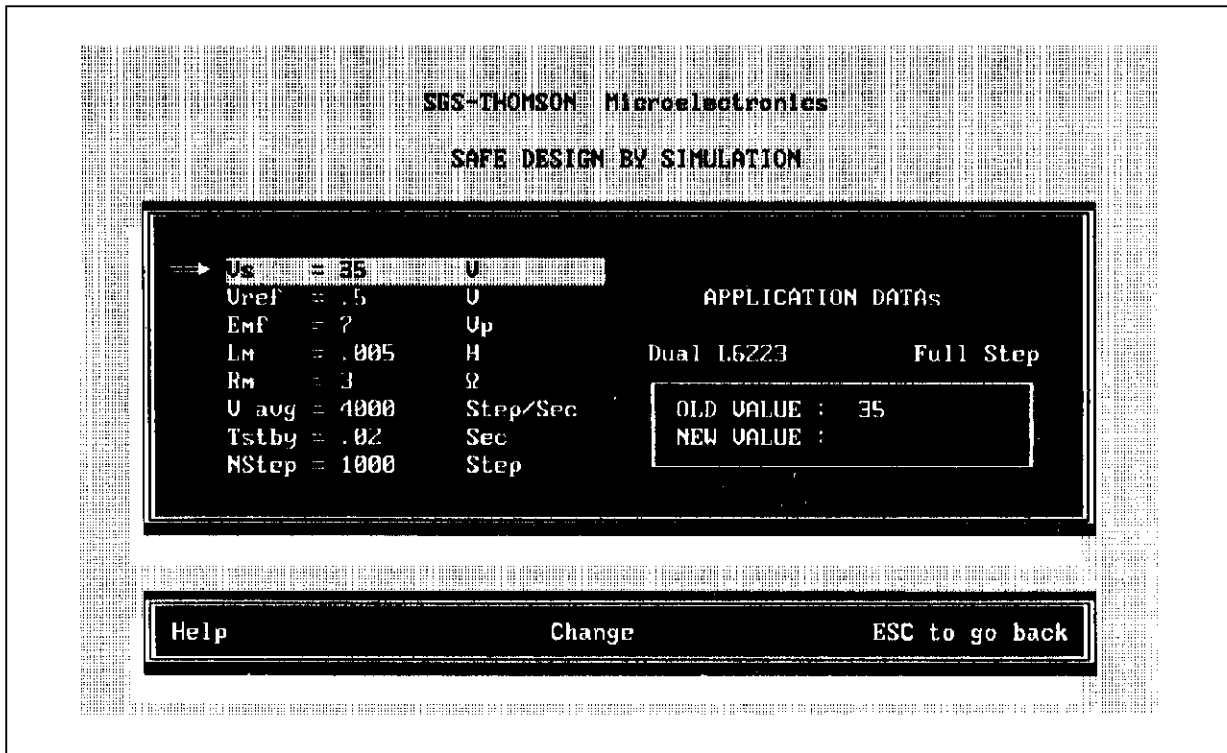 SGS-THOMSON Microelectronics
SAFE DESIGN BY SIMULATION
Vs = 35 V
Vref = .5 V
Emf = 7 Vp
Lm = .005 H
Rm = 3 Ω
V avg = 4000 Step/Sec
Tstby = .02 Sec
NStep = 1000 Step
APPLICATION DATAs
Dual L6223 Full Step
OLD VALUE : 35
NEW VALUE :
Help Change ESC to go back